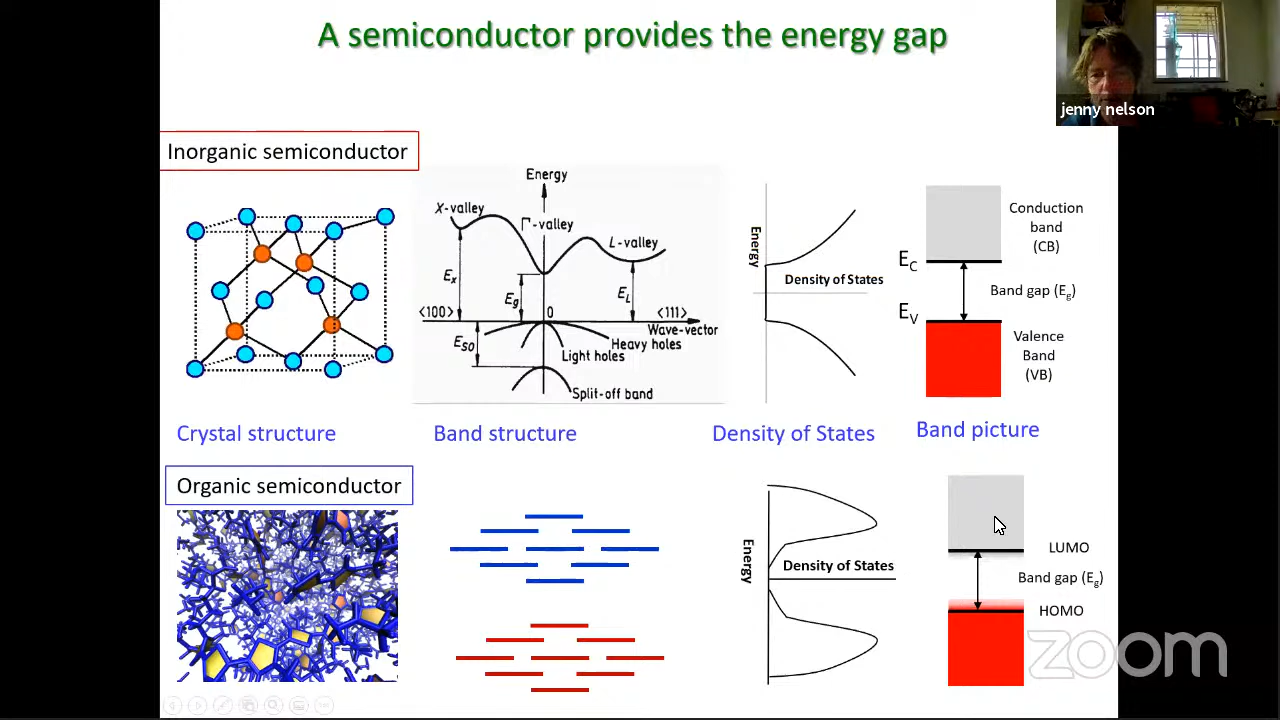 A semiconductor provides the energy gap
jenny nelson
Inorganic semiconductor
Energy
X-valley
Γ-valley
L-valley
Ex
Eg
EL
<100>
0
<111>
Wave-vector
ESO
Heavy holes
Light holes
Split-off band
Energy
Density of States
Conduction
band
(CB)
EC
Band gap (Eg)
EV
Valence
Band
(VB)
Crystal structure
Band structure
Density of States
Band picture
Organic semiconductor
Energy
Density of States
LUMO
Band gap (Eg)
HOMO
zoom